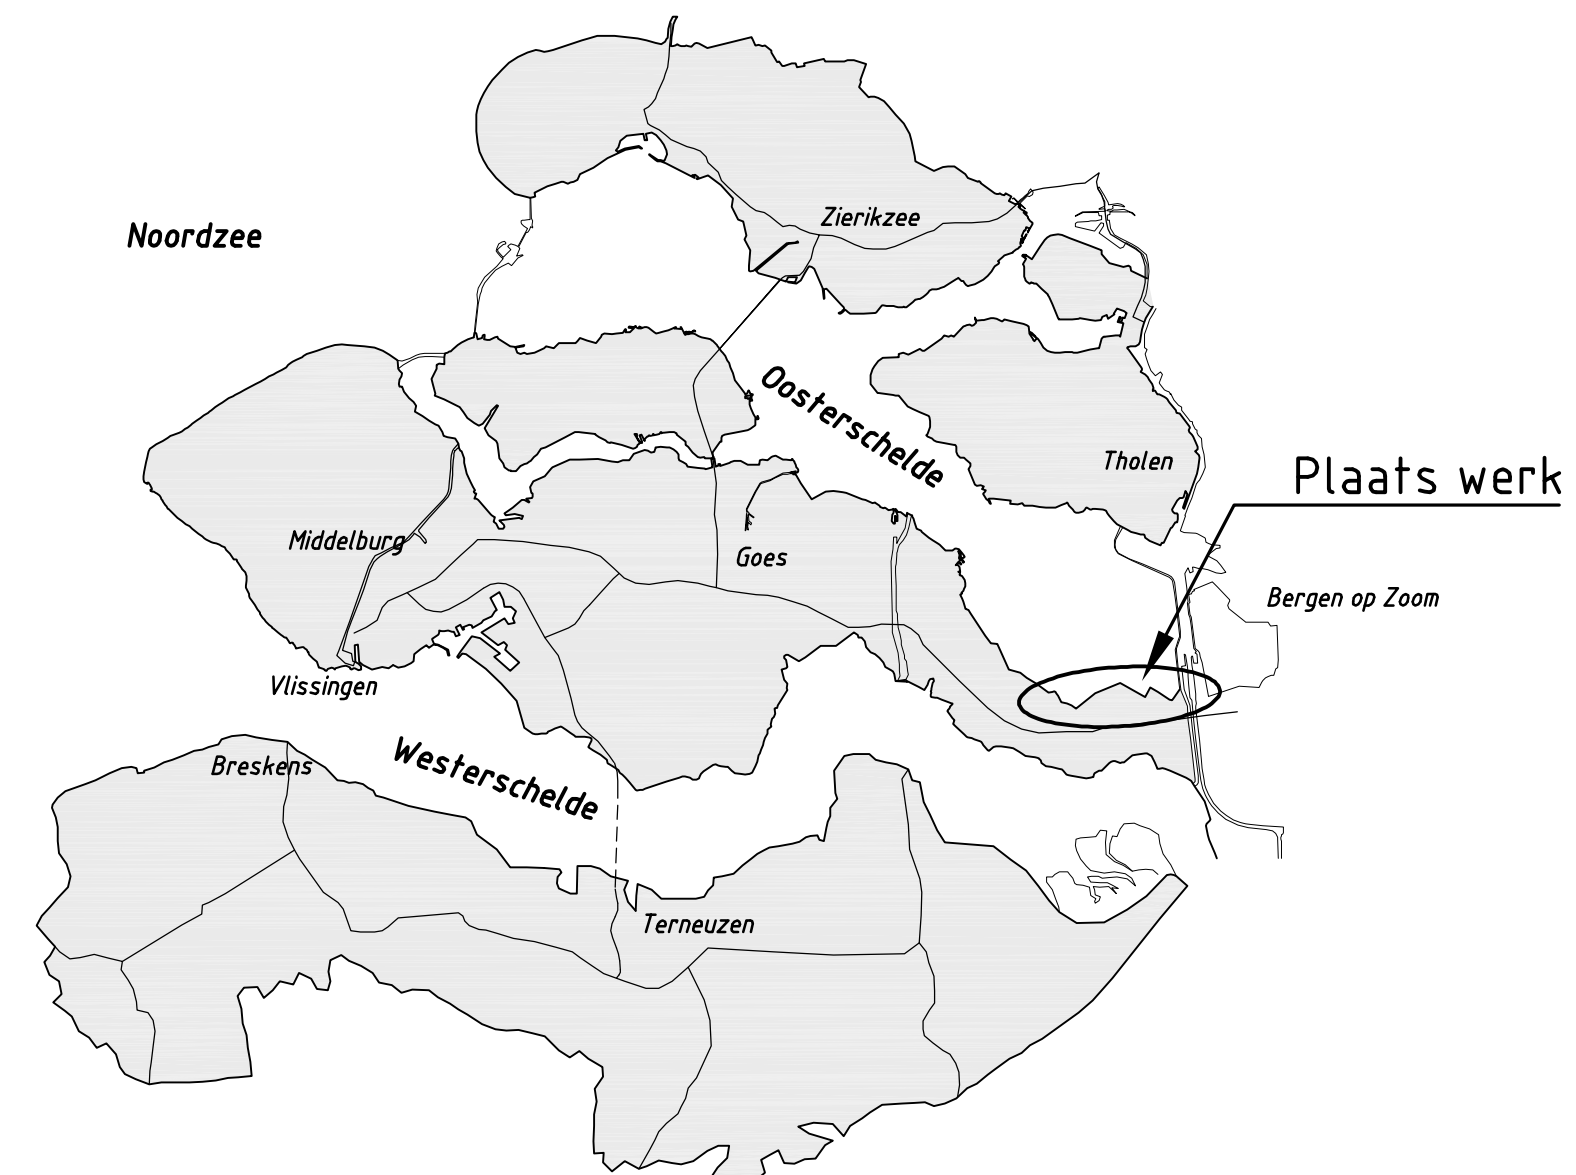 Zierikzee
Noordzee
Oosterschelde
Tholen
Plaats werk
Middelburg
Goes
Bergen op Zoom
Vlissingen
Breskens
Westerschelde
Terneuzen